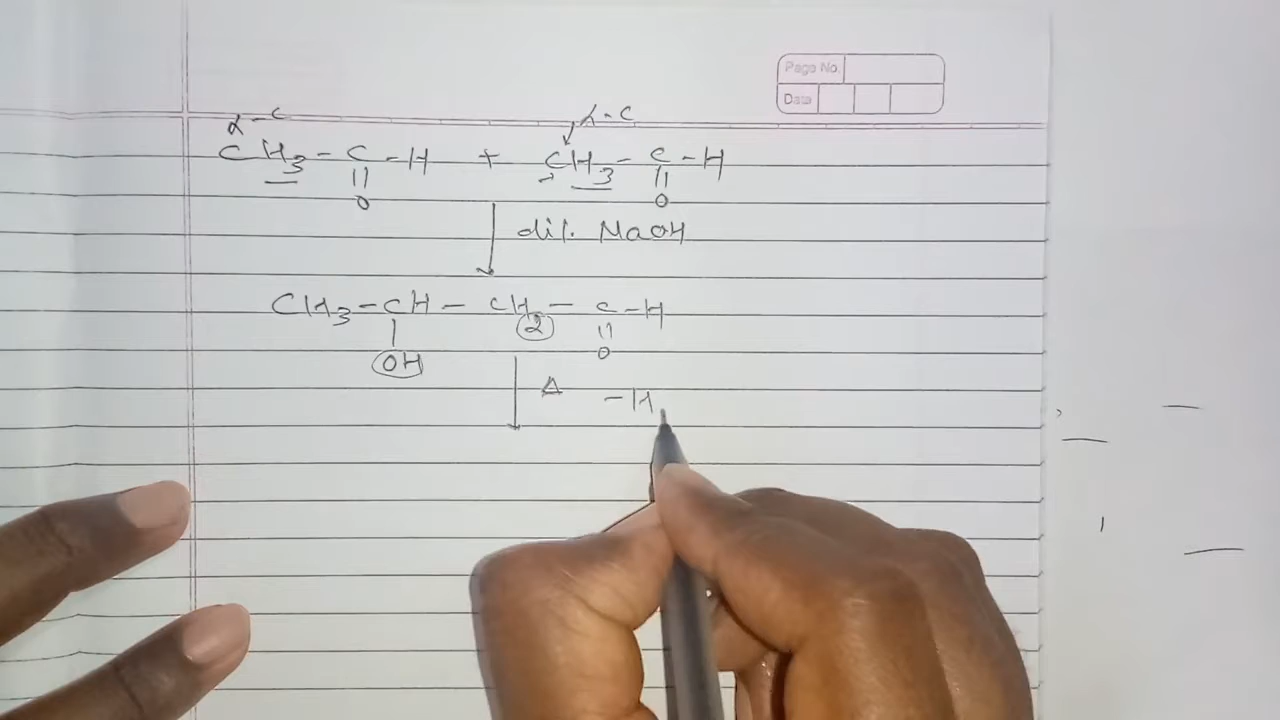 Page No.
Date
α-C α-C
CH3-C-H + CH3-C-H
O O
dil. NaOH
CH3-CH-CH2-C-H
OH O
Δ -H